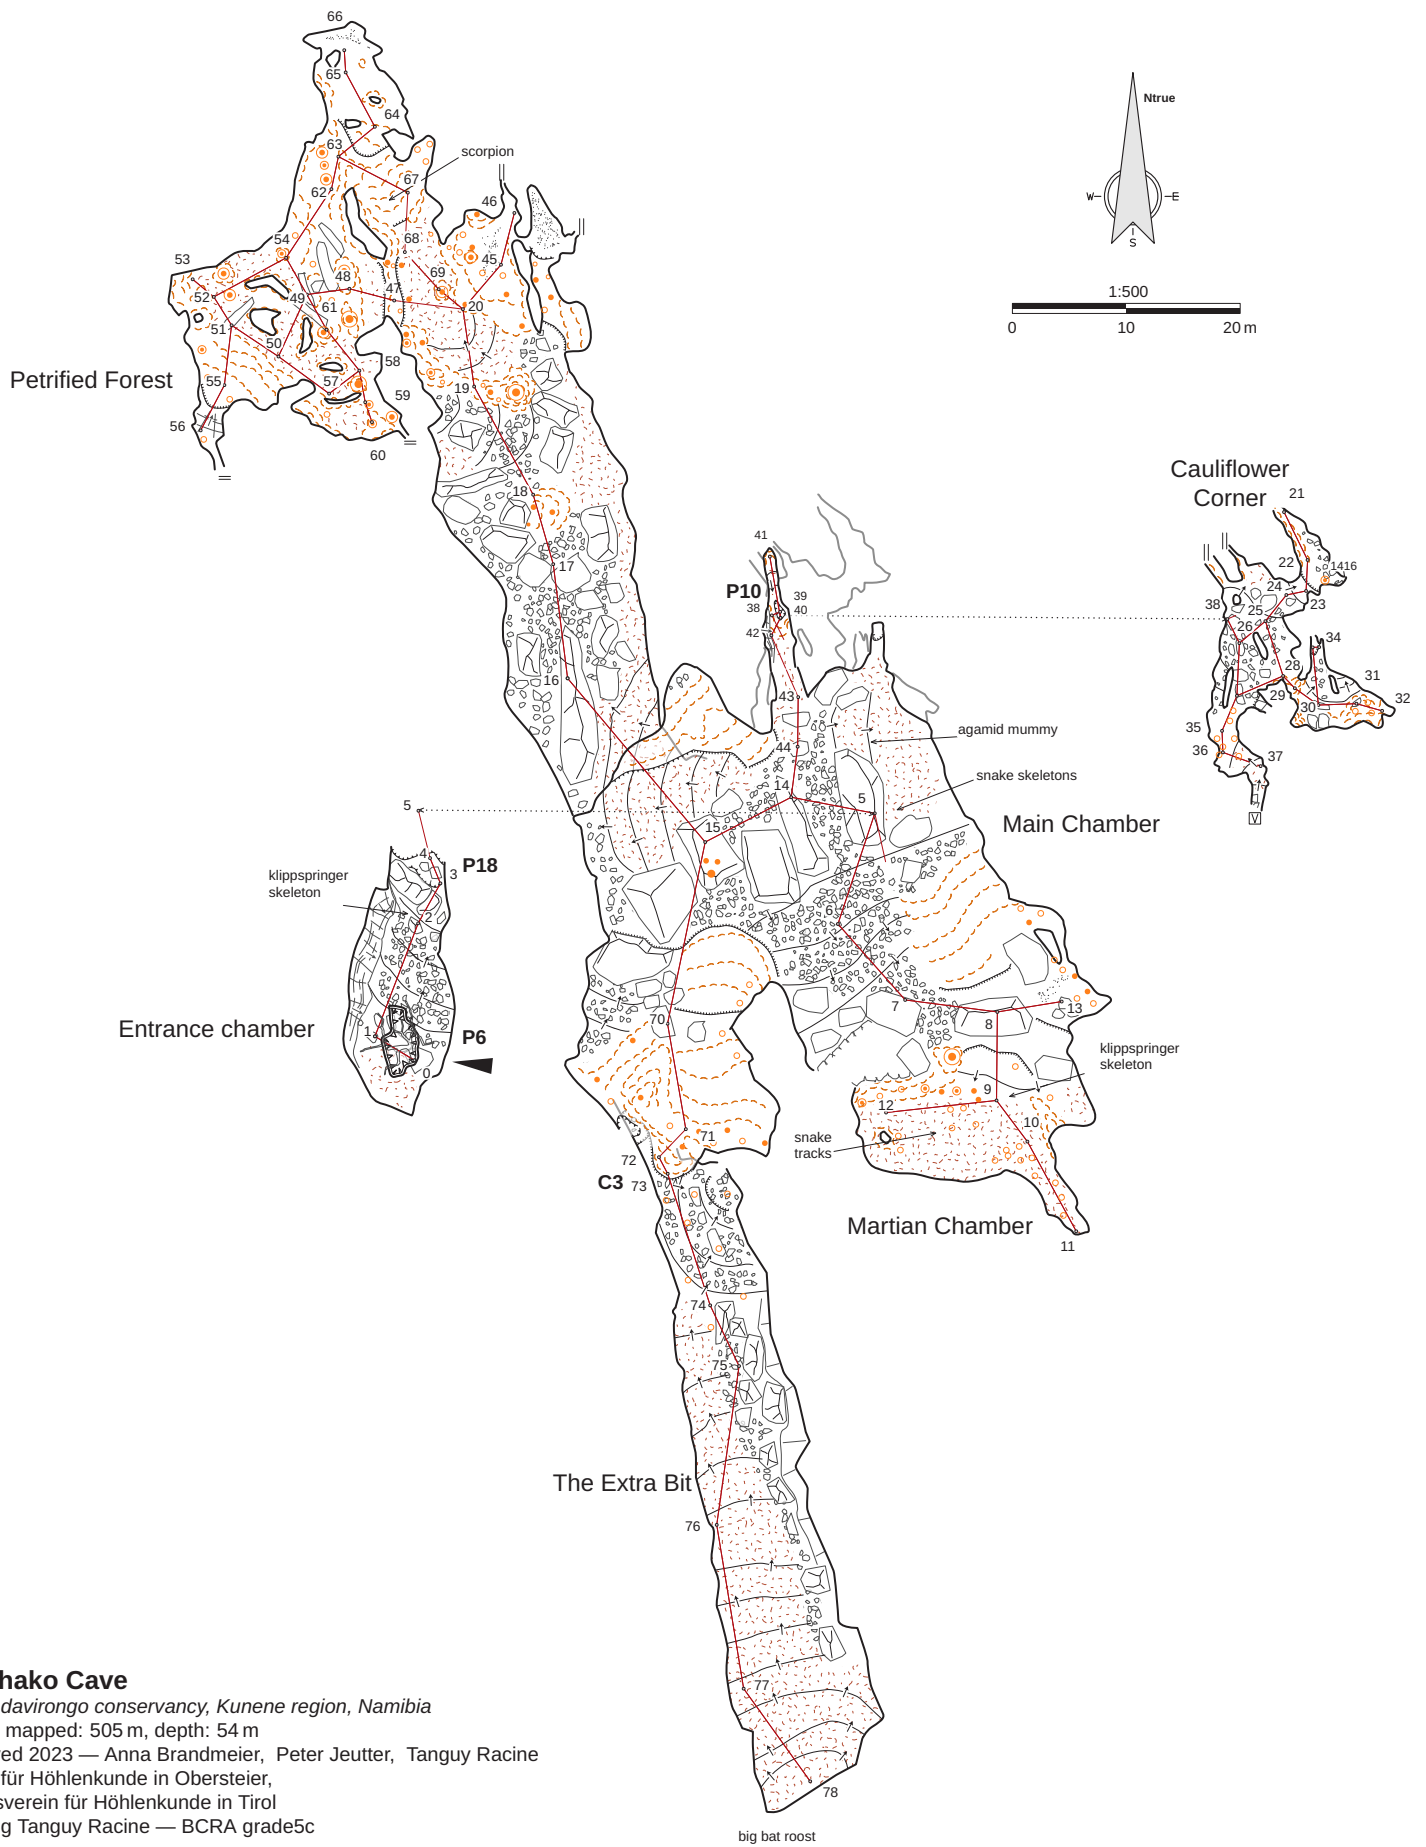 66
65
64
63
scorpion
67
62
46
68
54
53
69
45
48
47
52
49
20
61
51
50
58
57
19
55
59
56
60
Petrified Forest
Ntrue
W
E
S
1:500
0
10
20 m
18
17
16
Cauliflower
Corner
21
22
1416
24
23
38
25
26
34
28
31
29
30
32
35
36
37
V
41
P10
39
38
40
42
43
44
agamid mummy
14
snake skeletons
5
5
Main Chamber
15
4
P18
3
klippspringer
skeleton
2
6
Entrance chamber
1
P6
0
7
13
8
70
klippspringer
skeleton
9
12
10
71
snake
tracks
72
C3
73
Martian Chamber
11
74
75
The Extra Bit
76
77
78
big bat roost
hako Cave
davirongo conservancy, Kunene region, Namibia
mapped: 505 m, depth: 54 m
ed 2023 — Anna Brandmeier, Peter Jeutter, Tanguy Racine
für Höhlenkunde in Obersteier,
sverein für Höhlenkunde in Tirol
g Tanguy Racine — BCRA grade5c